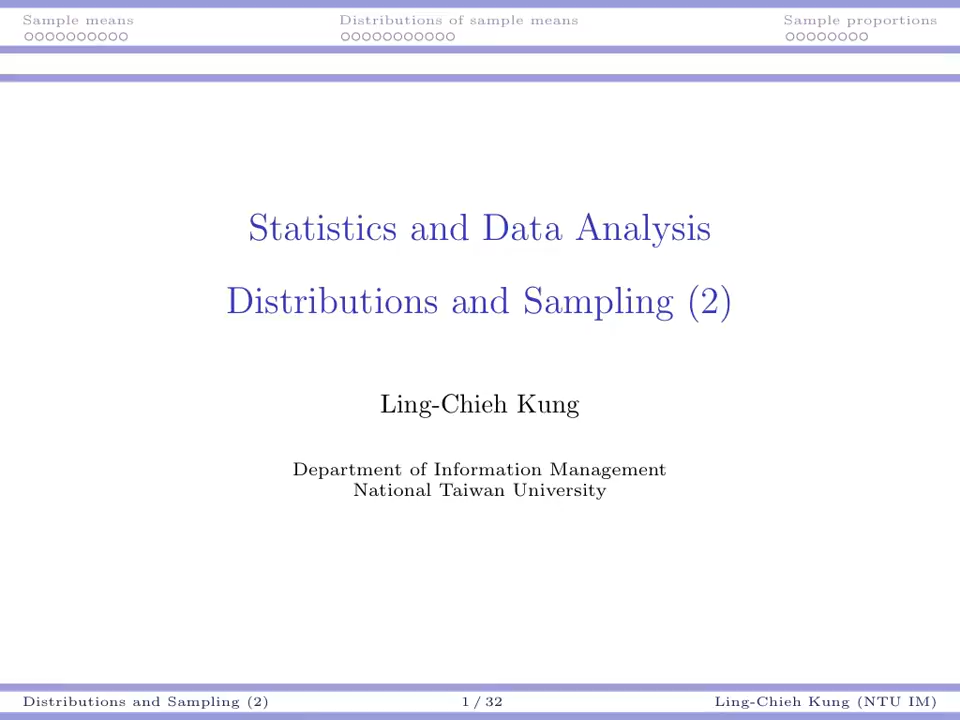 Sample means
Distributions of sample means
Sample proportions
Statistics and Data Analysis
Distributions and Sampling (2)
Ling-Chieh Kung
Department of Information Management
National Taiwan University
Distributions and Sampling (2)
1 / 32
Ling-Chieh Kung (NTU IM)